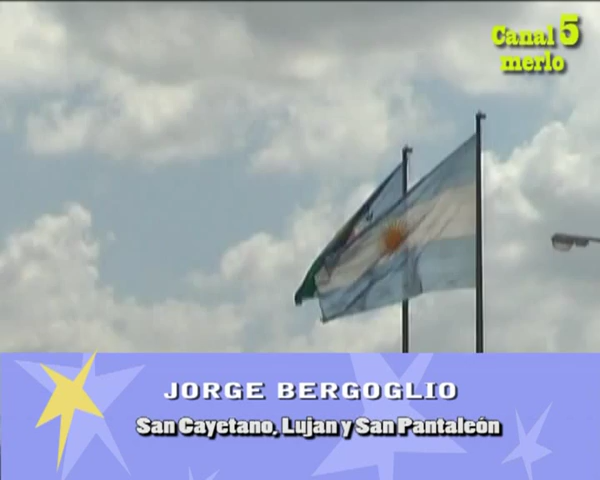 Canal 5
merlo
JORGE BERGOGLIO
San Cayetano, Lujan y San Pantaleón